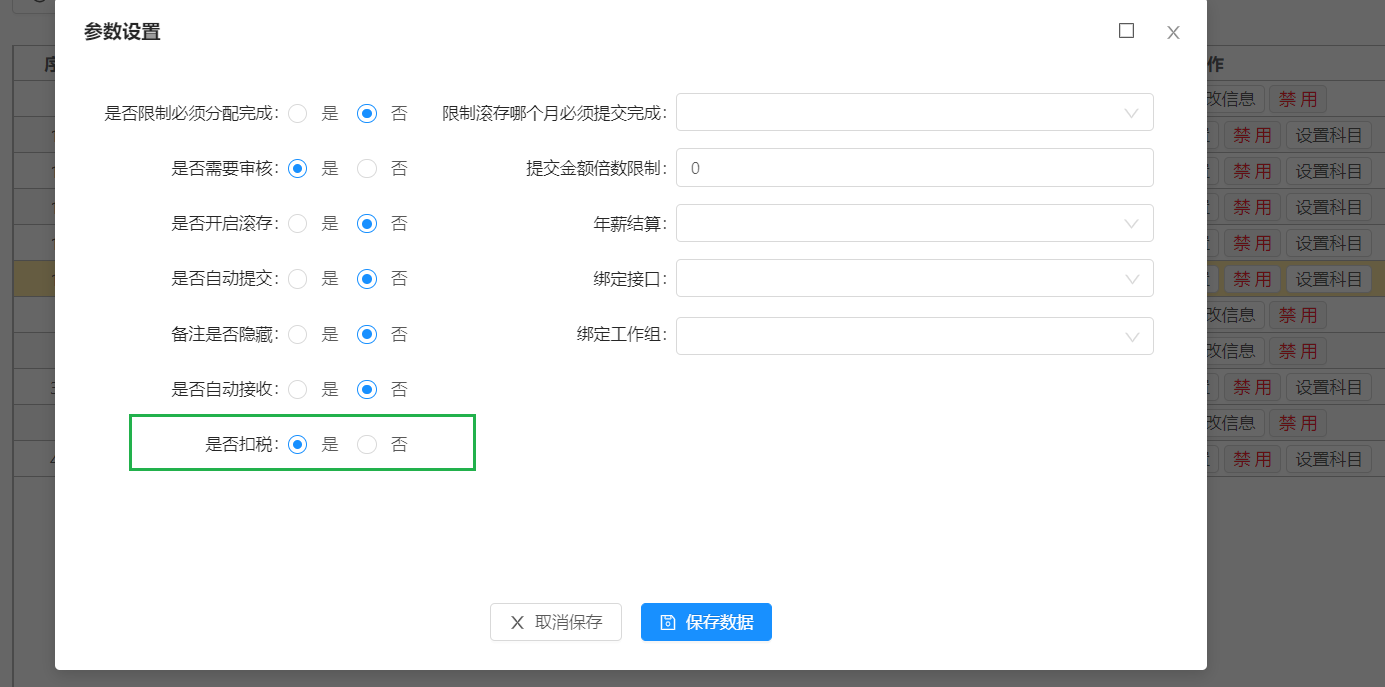 参数设置
是否限制必须分配完成: 是 否 限制滚存哪个月必须提交完成:
是否需要审核: 是 否 提交金额倍数限制: 0
是否开启滚存: 是 否 年薪结算:
是否自动提交: 是 否 绑定接口:
备注是否隐藏: 是 否 绑定工作组:
是否自动接收: 是 否
是否扣税: 是 否
取消保存 保存数据
作
改信息 禁用
禁用 设置科目
禁用 设置科目
禁用 设置科目
禁用 设置科目
禁用 设置科目
改信息 禁用
改信息 禁用
禁用 设置科目
改信息 禁用
禁用 设置科目